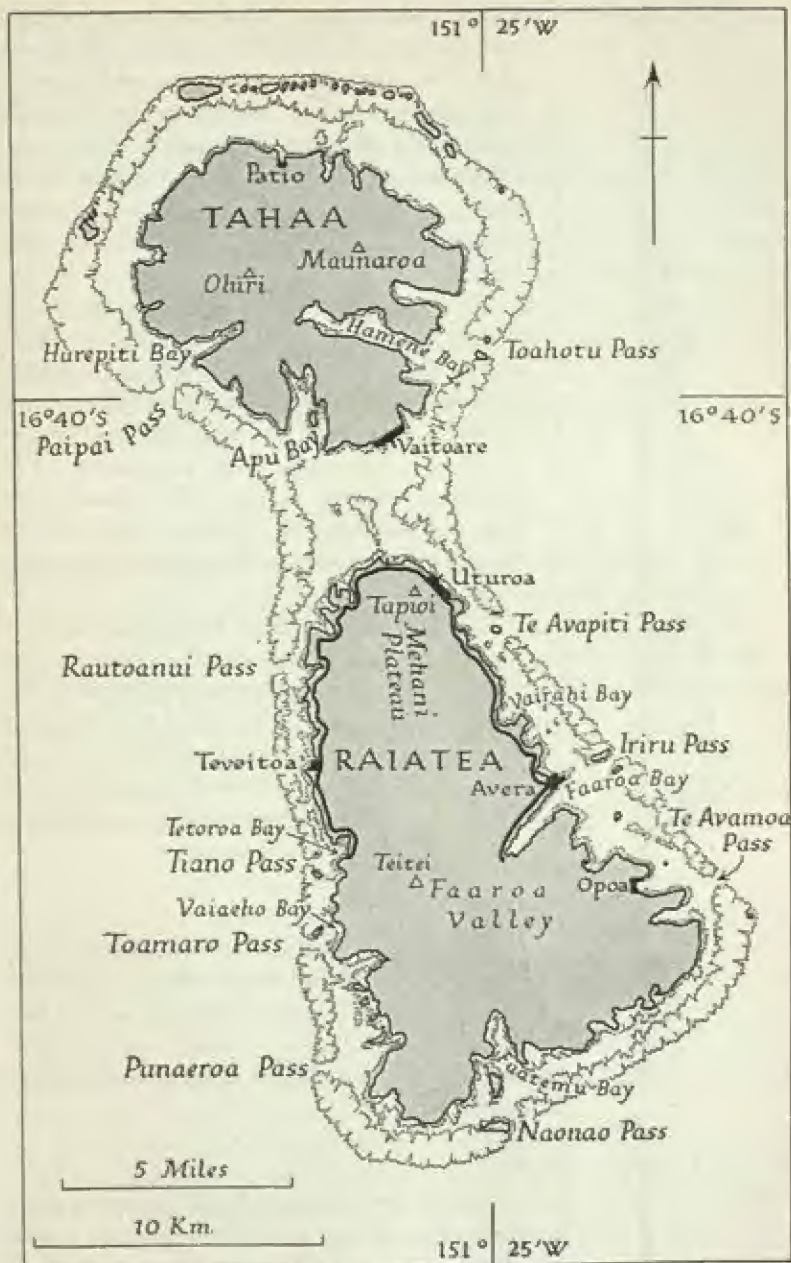 151° 25'W
Patio
TAHAA
Maunaroa
Ohiri
Hamene Bay
Hurepiti Bay
Toahotu Pass
16°40'S
16°40'S
Paipai Pass
Apu Bay
Vaitoare
Uturoa
Tapioi
Te Avapiti Pass
Mehani
Plateau
Rautoanui Pass
Vairahi Bay
Iriru Pass
Teveitoa
RAIATEA
Avera
Faaroa Bay
Te Avamoa
Pass
Tetoroa Bay
Tiano Pass
Teitei
Faaroa
Valley
Opoa
Vaiaeho Bay
Toamaro Pass
Punaeroa Pass
Faatemu Bay
Naonao Pass
5 Miles
10 Km.
151° 25'W